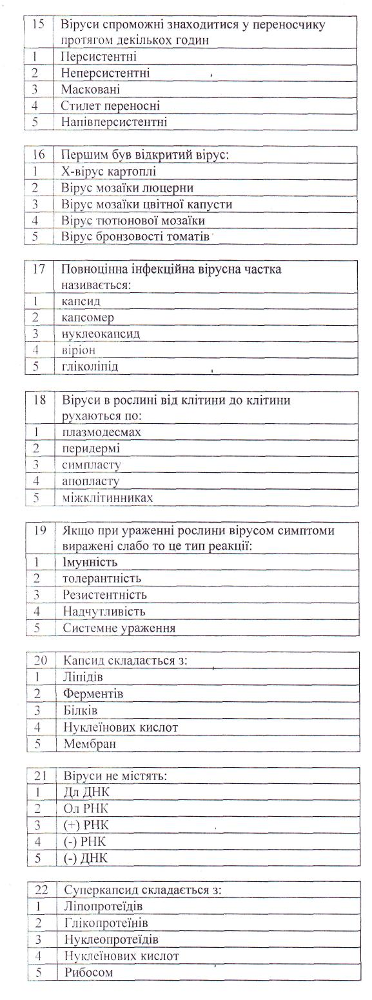 15 Віруси спроможні знаходитися у переносчику
протягом декількох годин
1 Персистентні
2 Неперсистентні
3 Масковані
4 Стилет переносні
5 Напівперсистентні
16 Першим був відкритий вірус:
1 Х-вірус картоплі
2 Вірус мозаїки люцерни
3 Вірус мозаїки цвітної капусти
4 Вірус тютюнової мозаїки
5 Вірус бронзовості томатів
17 Повноцінна інфекційна вірусна частка
називається:
1 капсид
2 капсомер
3 нуклеокапсид
4 віріон
5 гліколіпід
18 Віруси в рослині від клітини до клітини
рухаються по:
1 плазмодесмах
2 перидермі
3 симпласту
4 апопласту
5 міжклітинниках
19 Якщо при ураженні рослини вірусом симптоми
виражені слабо то це тип реакції:
1 Імунність
2 толерантність
3 Резистентність
4 Надчутливість
5 Системне ураження
20 Капсид складається з:
1 Ліпідів
2 Ферментів
3 Білків
4 Нуклеїнових кислот
5 Мембран
21 Віруси не містять:
1 Дл ДНК
2 Ол РНК
3 (+) РНК
4 (-) РНК
5 (-) ДНК
22 Суперкапсид складається з:
1 Ліпопротеїдів
2 Глікопротеїнів
3 Нуклеопротеїдів
4 Нуклеїнових кислот
5 Рибосом